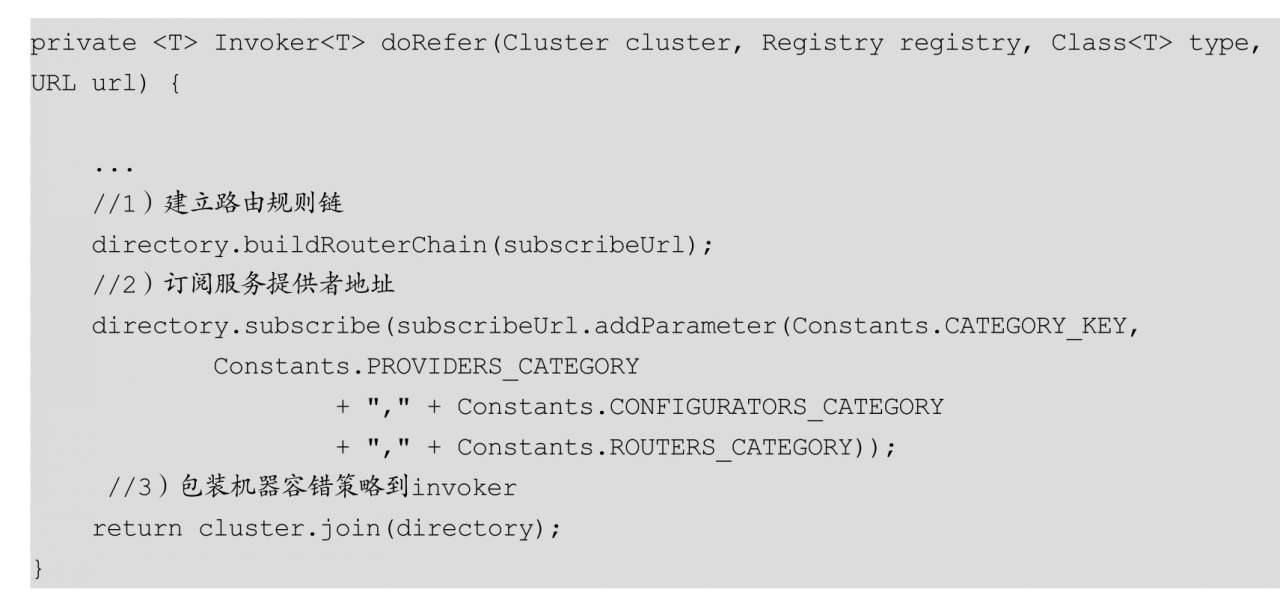 private <T> Invoker<T> doRefer(Cluster cluster, Registry registry, Class<T> type,
URL url) {
...
//1）建立路由规则链
directory.buildRouterChain(subscribeUrl);
//2）订阅服务提供者地址
directory.subscribe(subscribeUrl.addParameter(Constants.CATEGORY_KEY,
Constants.PROVIDERS_CATEGORY
+ "," + Constants.CONFIGURATORS_CATEGORY
+ "," + Constants.ROUTERS_CATEGORY));
//3）包装机器容错策略到invoker
return cluster.join(directory);
}